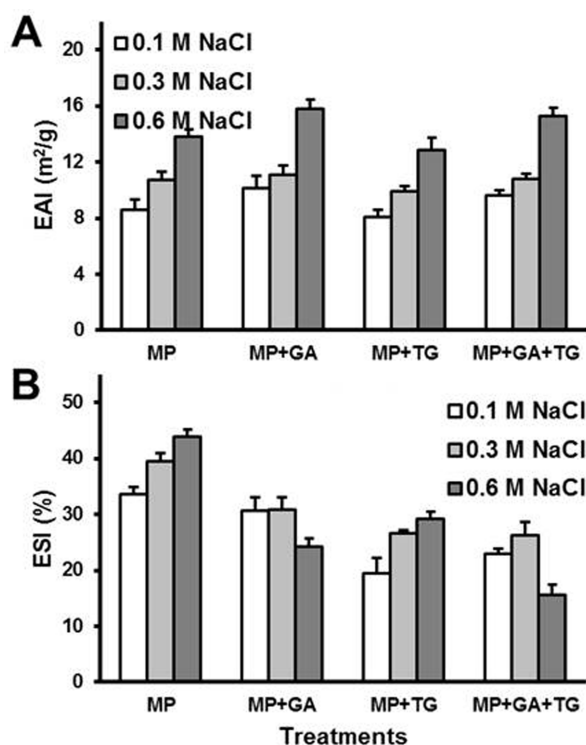 A
0.1 M NaCl
0.3 M NaCl
0.6 M NaCl
EAI (m²/g)
20
16
12
8
4
0
MP MP+GA MP+TG MP+GA+TG
B
0.1 M NaCl
0.3 M NaCl
0.6 M NaCl
ESI (%)
50
40
30
20
10
0
MP MP+GA MP+TG MP+GA+TG
Treatments